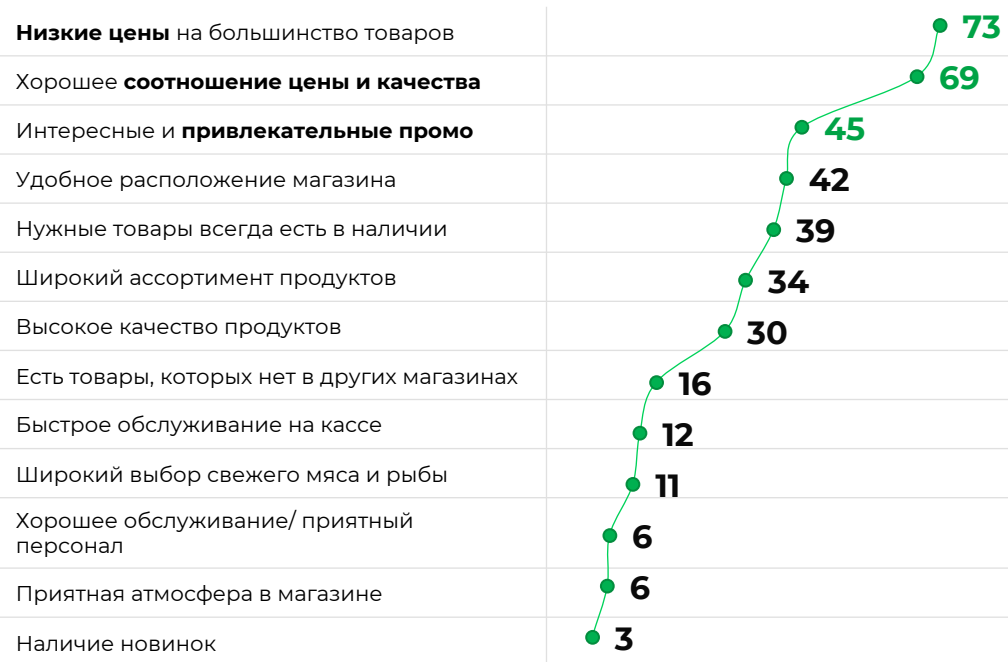 Низкие цены на большинство товаров 73
Хорошее соотношение цены и качества 69
Интересные и привлекательные промо 45
Удобное расположение магазина 42
Нужные товары всегда есть в наличии 39
Широкий ассортимент продуктов 34
Высокое качество продуктов 30
Есть товары, которых нет в других магазинах 16
Быстрое обслуживание на кассе 12
Широкий выбор свежего мяса и рыбы 11
Хорошее обслуживание/ приятный
персонал 6
Приятная атмосфера в магазине 6
Наличие новинок 3